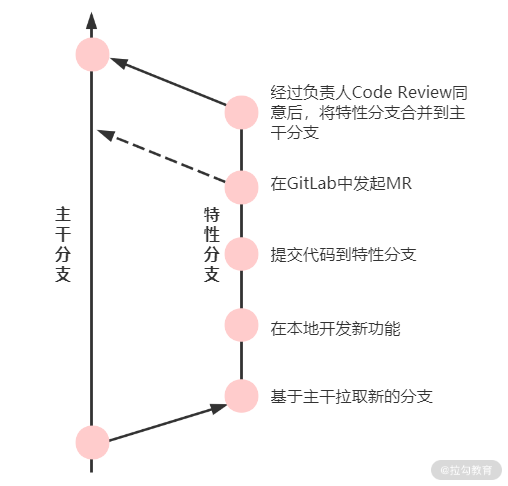 经过负责人Code Review同
意后，将特性分支合并到主
干分支
在GitLab中发起MR
主干分支
特性分支
提交代码到特性分支
在本地开发新功能
基于主干拉取新的分支
@拉勾教育